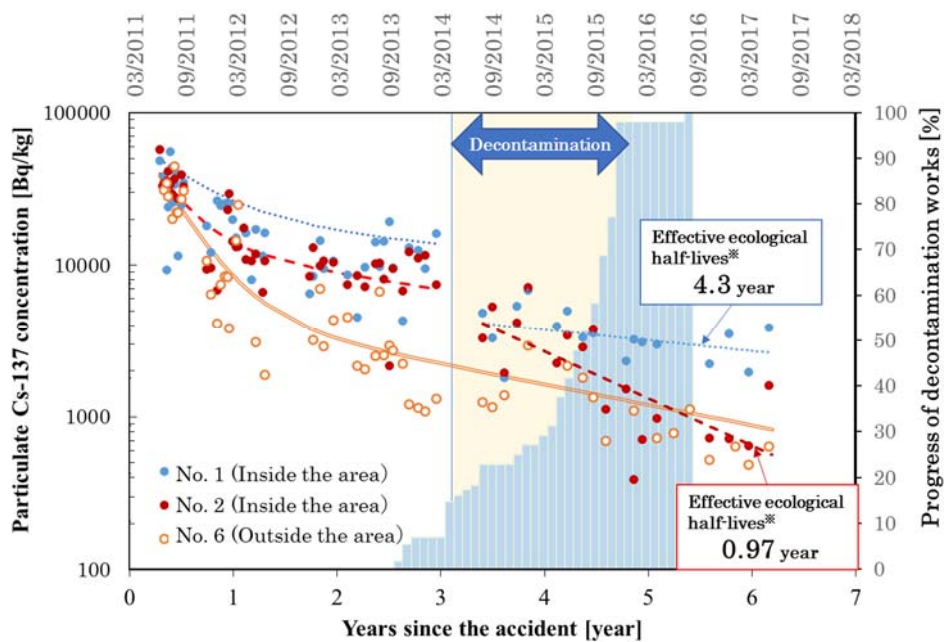 03/2011
09/2011
03/2012
09/2012
03/2013
09/2013
03/2014
09/2014
03/2015
09/2015
03/2016
09/2016
03/2017
09/2017
03/2018
Particulate Cs-137 concentration [Bq/kg]
100000
10000
1000
100
Decontamination
Effective ecological
half-lives※
4.3 year
Effective ecological
half-lives※
0.97 year
No. 1 (Inside the area)
No. 2 (Inside the area)
No. 6 (Outside the area)
100
90
80
70
60
50
40
30
20
10
0
Progress of decontamination works [%]
0
1
2
3
4
5
6
7
Years since the accident [year]